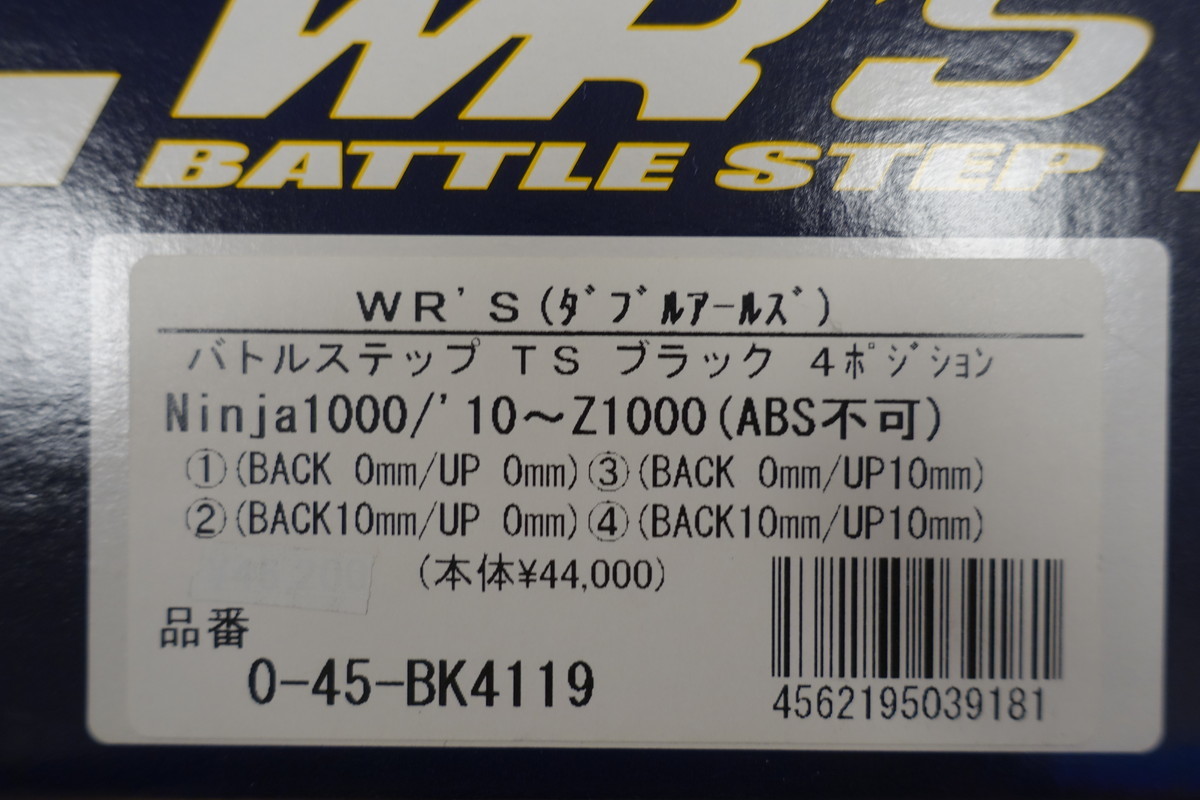 WR'S
BATTLE STEP
WR'S(ﾀﾞﾌﾞﾙｱｰﾙｽﾞ)
バトルステップ TS ブラック 4ﾎﾟｼﾞｼｮﾝ
Ninja1000/'10～Z1000(ABS不可)
①(BACK 0mm/UP 0mm)③(BACK 0mm/UP10mm)
②(BACK10mm/UP 0mm)④(BACK10mm/UP10mm)
(本体¥44,000)
品番
0-45-BK4119
4562195039181